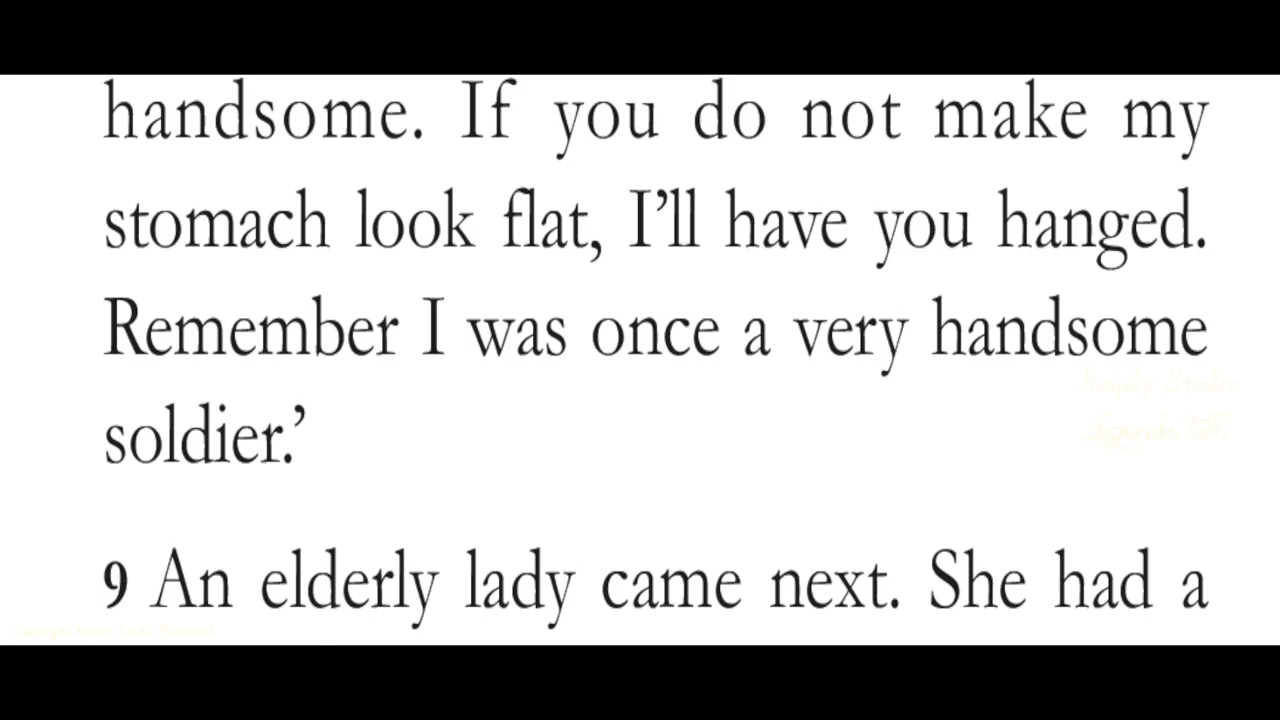 handsome. If you do not make my
stomach look flat, I’ll have you hanged.
Remember I was once a very handsome
soldier.’
9 An elderly lady came next. She had a